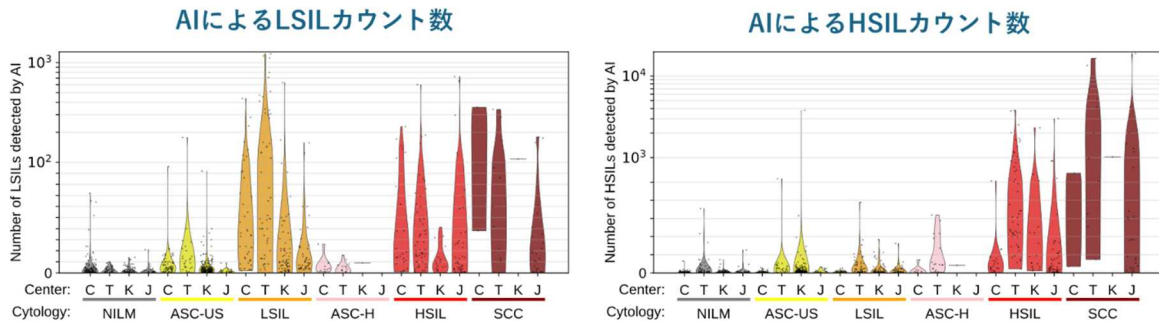 AIによるLSILカウント数
Number of LSILs detected by AI
10³
10²
0
Center: C T K J C T K J C T K J C T K J C T K J C T K J
Cytology: NILM ASC-US LSIL ASC-H HSIL SCC
AIによるHSILカウント数
Number of HSILs detected by AI
10⁴
10³
0
Center: C T K J C T K J C T K J C T K J C T K J C T K J
Cytology: NILM ASC-US LSIL ASC-H HSIL SCC